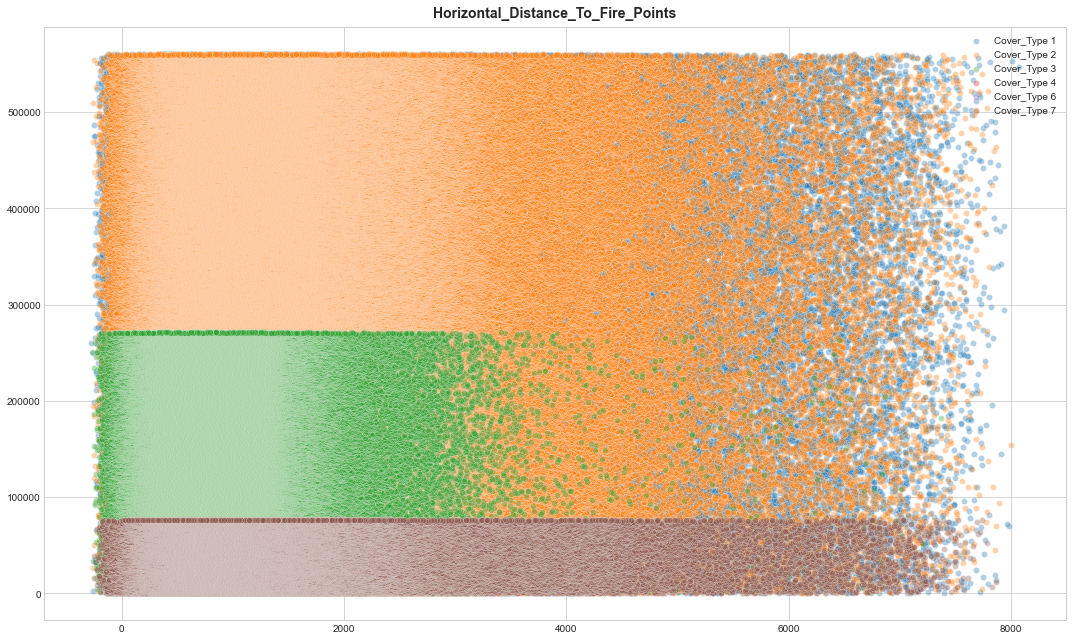 Horizontal_Distance_To_Fire_Points
Cover_Type 1
Cover_Type 2
Cover_Type 3
Cover_Type 4
Cover_Type 6
Cover_Type 7
500000
400000
300000
200000
100000
0
0 2000 4000 6000 8000